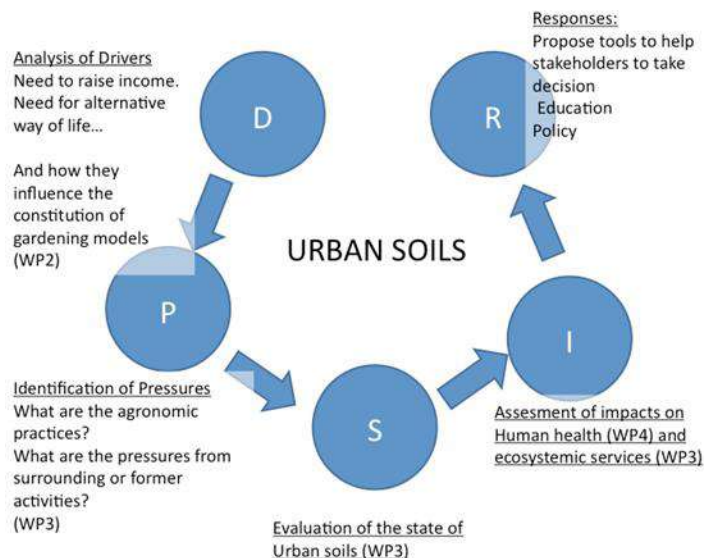 Analysis of Drivers
Need to raise income.
Need for alternative
way of life...
And how they
influence the
constitution of
gardening models
(WP2)
D
R
Responses:
Propose tools to help
stakeholders to take
decision
Education
Policy
URBAN SOILS
P
I
S
Identification of Pressures
What are the agronomic
practices?
What are the pressures from
surrounding or former
activities?
(WP3)
Assesment of impacts on
Human health (WP4) and
ecosystemic services (WP3)
Evaluation of the state of
Urban soils (WP3)